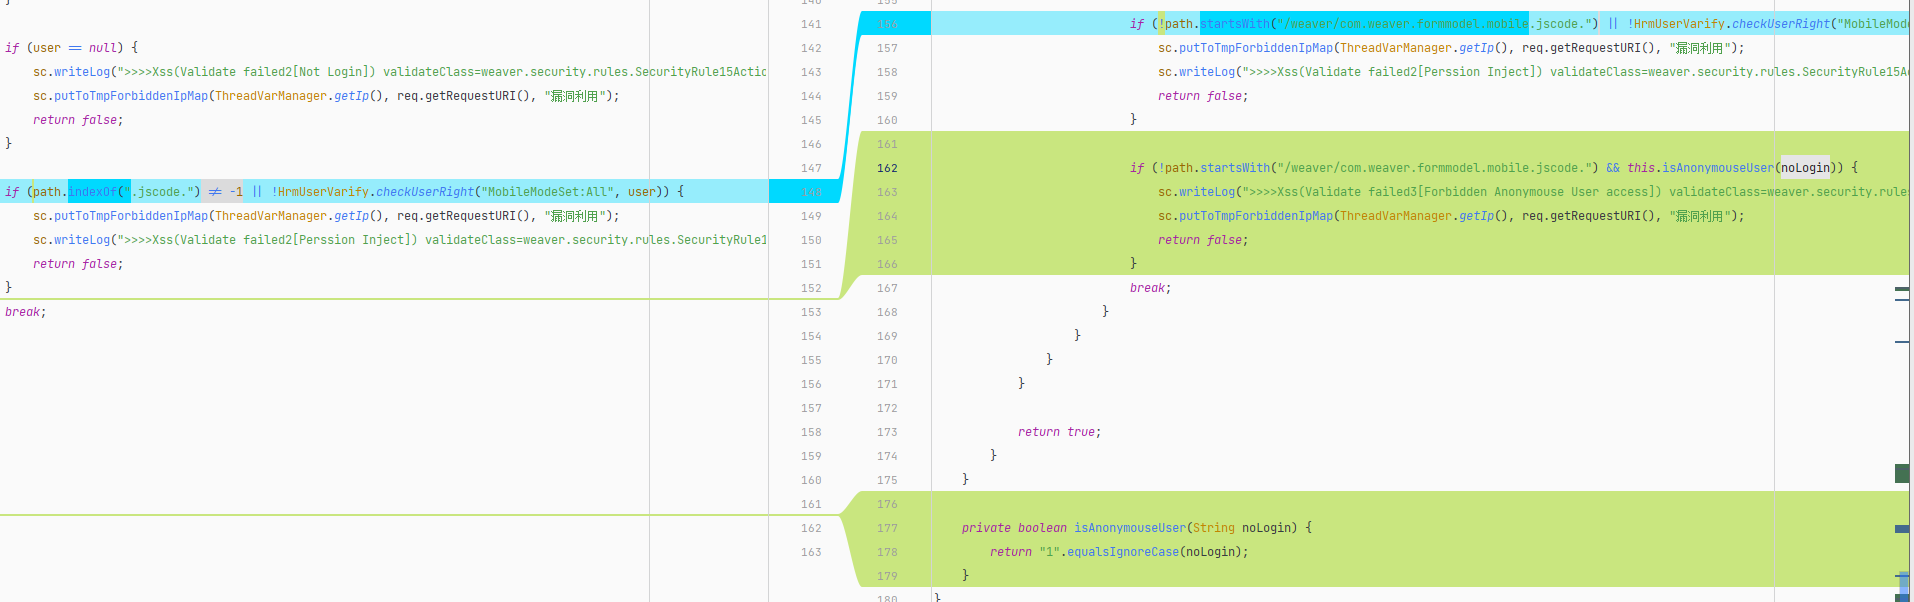 }
if (user == null) {
sc.writeLog(">>>>Xss(Validate failed2[Not Login]) validateClass=weaver.security.rules.SecurityRule15Actio
sc.putToTmpForbiddenIpMap(ThreadVarManager.getIp(), req.getRequestURI(), "漏洞利用");
return false;
}
if (path.indexOf(".jscode.") ≠ -1 || !HrmUserVarify.checkUserRight("MobileModeSet:All", user)) {
sc.putToTmpForbiddenIpMap(ThreadVarManager.getIp(), req.getRequestURI(), "漏洞利用");
sc.writeLog(">>>>Xss(Validate failed2[Perssion Inject]) validateClass=weaver.security.rules.SecurityRule1
return false;
}
break;
140
141
142
143
144
145
146
147
148
149
150
151
152
153
154
155
156
157
158
159
160
161
162
163
155
156 if (!path.startsWith("/weaver/com.weaver.formmodel.mobile.jscode.") || !HrmUserVarify.checkUserRight("MobileMod
157 sc.putToTmpForbiddenIpMap(ThreadVarManager.getIp(), req.getRequestURI(), "漏洞利用");
158 sc.writeLog(">>>>Xss(Validate failed2[Perssion Inject]) validateClass=weaver.security.rules.SecurityRule15Ac
159 return false;
160 }
161
162 if (!path.startsWith("/weaver/com.weaver.formmodel.mobile.jscode.") && this.isAnonymouseUser(noLogin)) {
163 sc.writeLog(">>>>Xss(Validate failed3[Forbidden Anonymouse User access]) validateClass=weaver.security.rules
164 sc.putToTmpForbiddenIpMap(ThreadVarManager.getIp(), req.getRequestURI(), "漏洞利用");
165 return false;
166 }
167 break;
168 }
169 }
170 }
171 }
172
173 return true;
174 }
175 }
176
177 private boolean isAnonymouseUser(String noLogin) {
178 return "1".equalsIgnoreCase(noLogin);
179 }
180 }